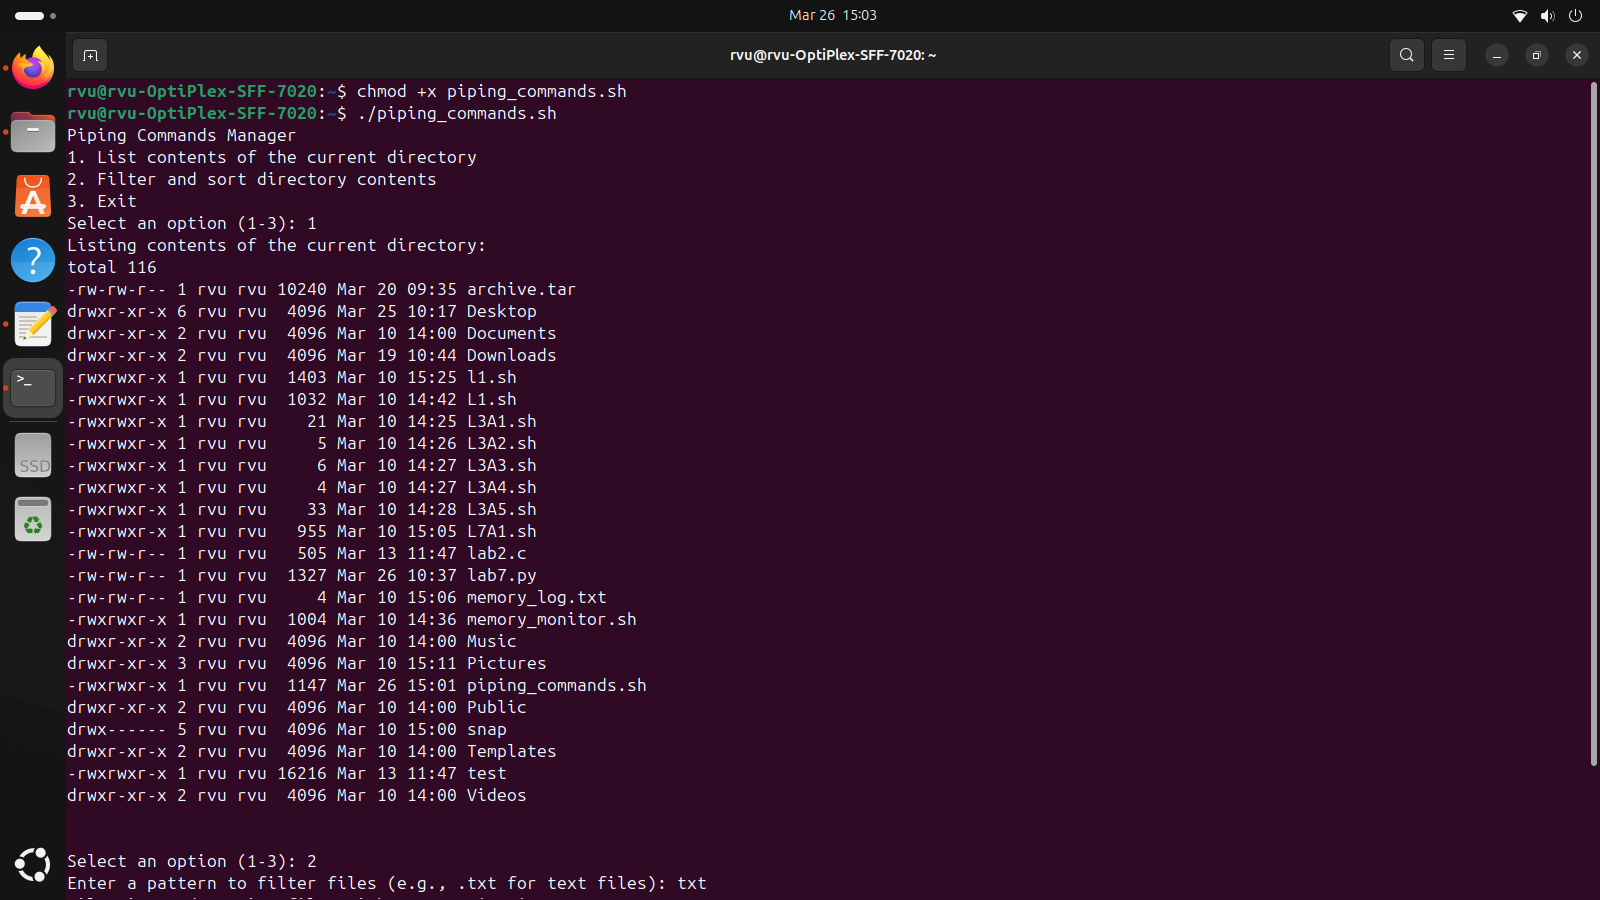 Mar 26 15:03
rvu@rvu-OptiPlex-SFF-7020: ~
rvu@rvu-OptiPlex-SFF-7020:~$ chmod +x piping_commands.sh
rvu@rvu-OptiPlex-SFF-7020:~$ ./piping_commands.sh
Piping Commands Manager
1. List contents of the current directory
2. Filter and sort directory contents
3. Exit
Select an option (1-3): 1
Listing contents of the current directory:
total 116
-rw-rw-r-- 1 rvu rvu 10240 Mar 20 09:35 archive.tar
drwxr-xr-x 6 rvu rvu  4096 Mar 25 10:17 Desktop
drwxr-xr-x 2 rvu rvu  4096 Mar 10 14:00 Documents
drwxr-xr-x 2 rvu rvu  4096 Mar 19 10:44 Downloads
-rwxrwxr-x 1 rvu rvu  1403 Mar 10 15:25 l1.sh
-rwxrwxr-x 1 rvu rvu  1032 Mar 10 14:42 L1.sh
-rwxrwxr-x 1 rvu rvu    21 Mar 10 14:25 L3A1.sh
-rwxrwxr-x 1 rvu rvu     5 Mar 10 14:26 L3A2.sh
-rwxrwxr-x 1 rvu rvu     6 Mar 10 14:27 L3A3.sh
-rwxrwxr-x 1 rvu rvu     4 Mar 10 14:27 L3A4.sh
-rwxrwxr-x 1 rvu rvu    33 Mar 10 14:28 L3A5.sh
-rwxrwxr-x 1 rvu rvu   955 Mar 10 15:05 L7A1.sh
-rw-rw-r-- 1 rvu rvu   505 Mar 13 11:47 lab2.c
-rw-rw-r-- 1 rvu rvu  1327 Mar 26 10:37 lab7.py
-rw-rw-r-- 1 rvu rvu     4 Mar 10 15:06 memory_log.txt
-rwxrwxr-x 1 rvu rvu  1004 Mar 10 14:36 memory_monitor.sh
drwxr-xr-x 2 rvu rvu  4096 Mar 10 14:00 Music
drwxr-xr-x 3 rvu rvu  4096 Mar 10 15:11 Pictures
-rwxrwxr-x 1 rvu rvu  1147 Mar 26 15:01 piping_commands.sh
drwxr-xr-x 2 rvu rvu  4096 Mar 10 14:00 Public
drwx------ 5 rvu rvu  4096 Mar 10 15:00 snap
drwxr-xr-x 2 rvu rvu  4096 Mar 10 14:00 Templates
-rwxrwxr-x 1 rvu rvu 16216 Mar 13 11:47 test
drwxr-xr-x 2 rvu rvu  4096 Mar 10 14:00 Videos
Select an option (1-3): 2
Enter a pattern to filter files (e.g., .txt for text files): txt
SSD